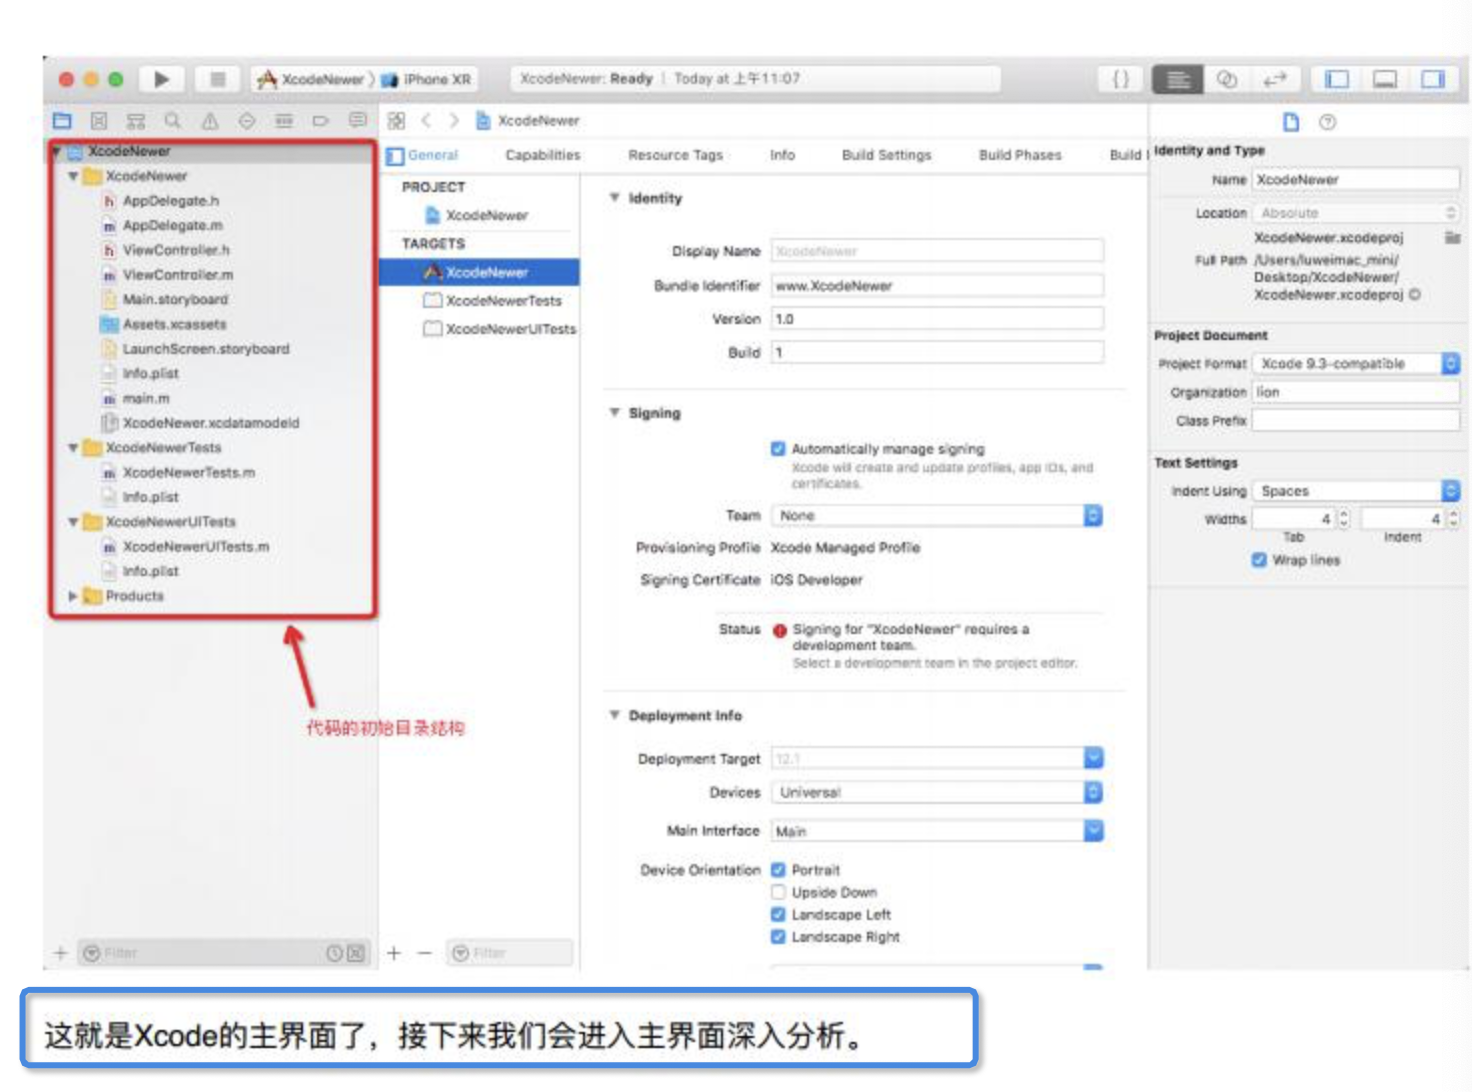 XcodeNewer 〉 iPhone XR
XcodeNewer: Ready | Today at 上午11:07
{}
XcodeNewer
XcodeNewer
XcodeNewer
AppDelegate.h
AppDelegate.m
ViewController.h
ViewController.m
Main.storyboard
Assets.xcassets
LaunchScreen.storyboard
Info.plist
main.m
XcodeNewer.xcdatamodeld
XcodeNewerTests
XcodeNewerTests.m
Info.plist
XcodeNewerUITests
XcodeNewerUITests.m
Info.plist
Products
代码的初始目录结构
Filter
General Capabilities Resource Tags Info Build Settings Build Phases Build
PROJECT
XcodeNewer
TARGETS
XcodeNewer
XcodeNewerTests
XcodeNewerUITests
Filter
Identity
Display Name XcodeNewer
Bundle Identifier www.XcodeNewer
Version 1.0
Build 1
Signing
Automatically manage signing
Xcode will create and update profiles, app IDs, and
certificates.
Team None
Provisioning Profile Xcode Managed Profile
Signing Certificate iOS Developer
Status Signing for "XcodeNewer" requires a
development team.
Select a development team in the project editor.
Deployment Info
Deployment Target 12.1
Devices Universal
Main Interface Main
Device Orientation Portrait
Upside Down
Landscape Left
Landscape Right
Identity and Type
Name XcodeNewer
Location Absolute
XcodeNewer.xcodeproj
Full Path /Users/luweimac_mini/
Desktop/XcodeNewer/
XcodeNewer.xcodeproj
Project Document
Project Format Xcode 9.3-compatible
Organization lion
Class Prefix
Text Settings
Indent Using Spaces
Widths 4 4
Tab Indent
Wrap lines
这就是Xcode的主界面了，接下来我们会进入主界面深入分析。